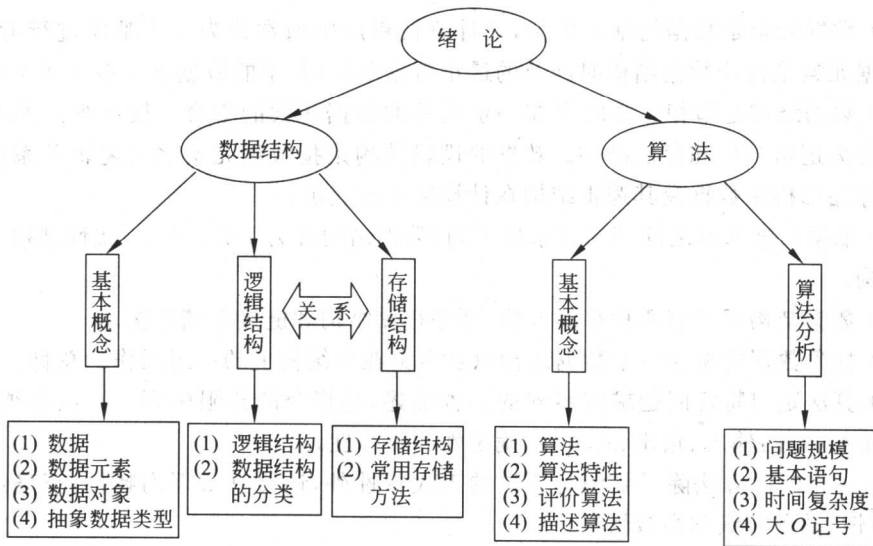 绪 论
数据结构
算 法
基本概念
逻辑结构
关 系
存储结构
基本概念
算法分析
(1) 数据
(2) 数据元素
(3) 数据对象
(4) 抽象数据类型
(1) 逻辑结构
(2) 数据结构
的分类
(1) 存储结构
(2) 常用存储
方法
(1) 算法
(2) 算法特性
(3) 评价算法
(4) 描述算法
(1) 问题规模
(2) 基本语句
(3) 时间复杂度
(4) 大O记号